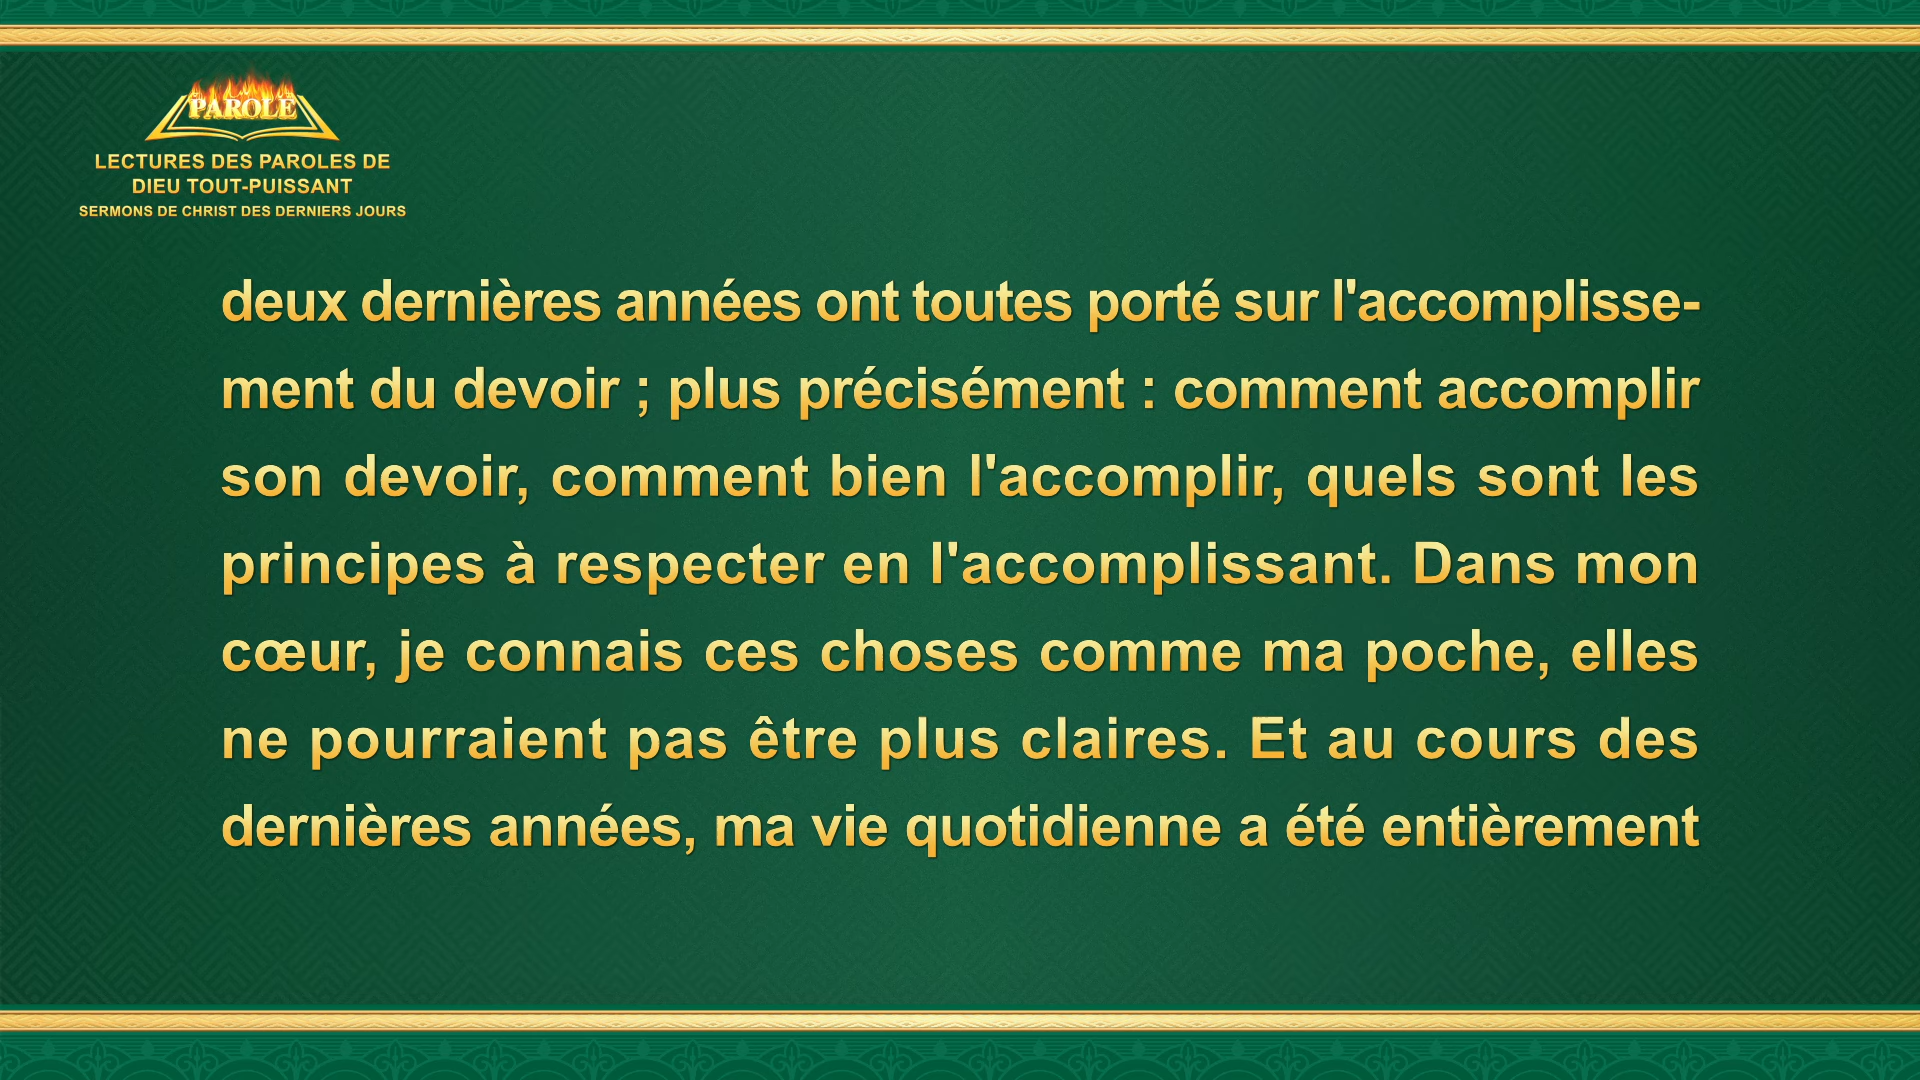 PAROLE
LECTURES DES PAROLES DE
DIEU TOUT-PUISSANT
SERMONS DE CHRIST DES DERNIERS JOURS
deux dernières années ont toutes porté sur l'accomplisse-
ment du devoir ; plus précisément : comment accomplir
son devoir, comment bien l'accomplir, quels sont les
principes à respecter en l'accomplissant. Dans mon
cœur, je connais ces choses comme ma poche, elles
ne pourraient pas être plus claires. Et au cours des
dernières années, ma vie quotidienne a été entièrement